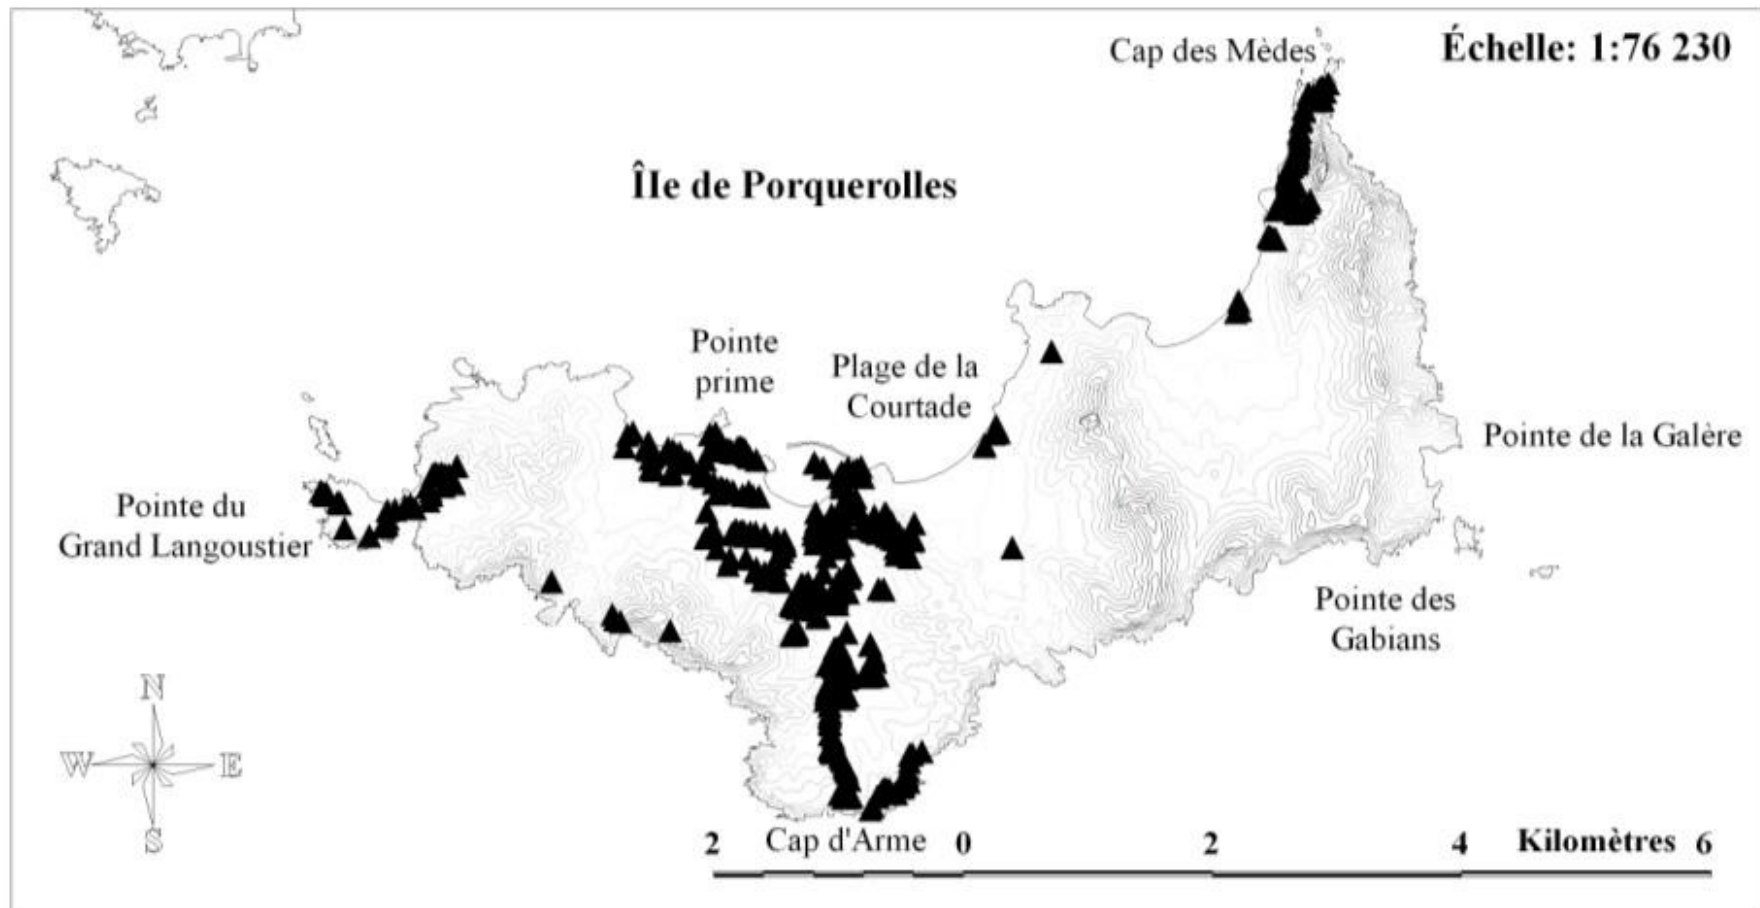 Cap des Mèdes
Échelle: 1:76 230
Île de Porquerolles
Pointe
prime
Plage de la
Courtade
Pointe de la Galère
Pointe du
Grand Langoustier
Pointe des
Gabians
N
W E
S
Cap d'Arme
2 0 2 4 Kilomètres 6